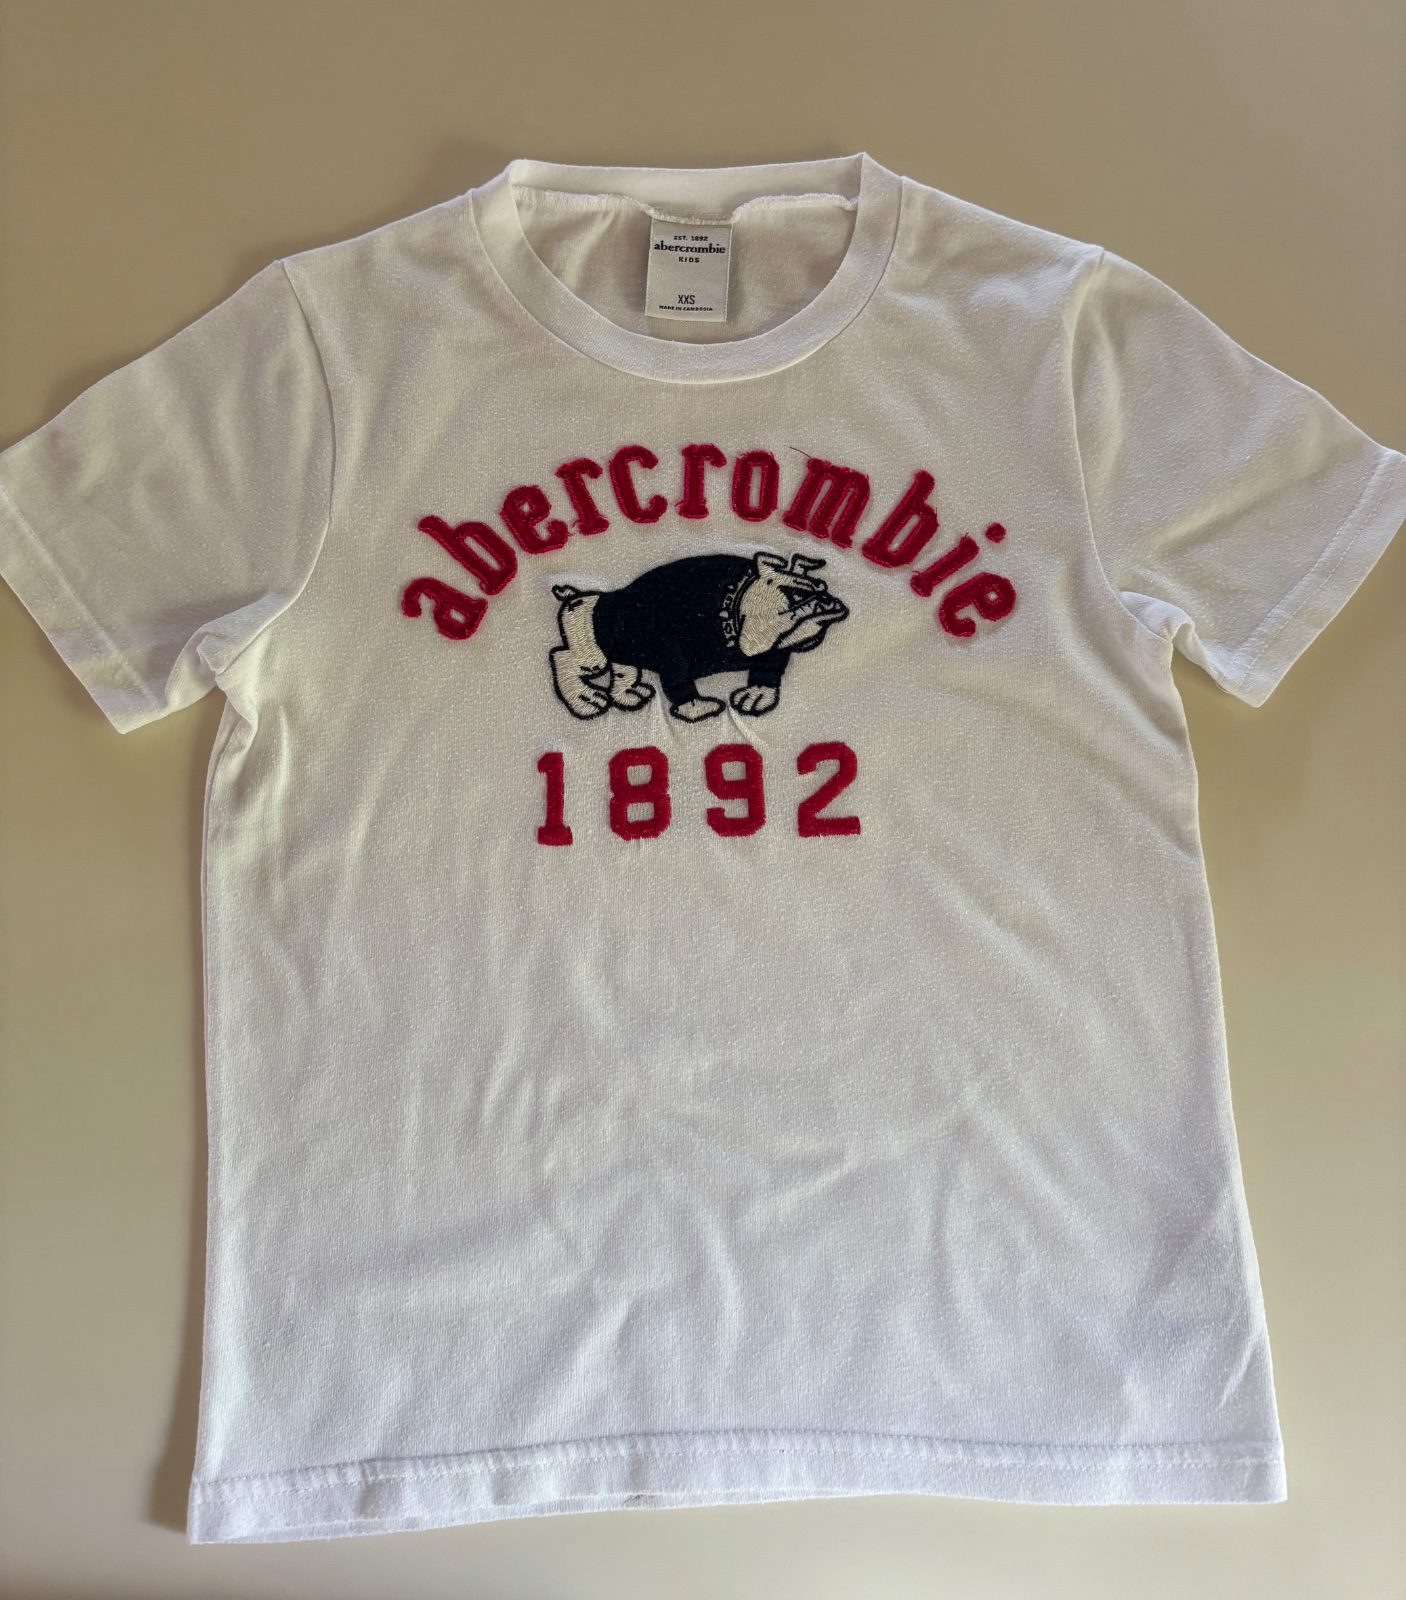 EST. 1892
abercrombie
KIDS
XXS
MADE IN CAMBODIA
abercrombie
1892